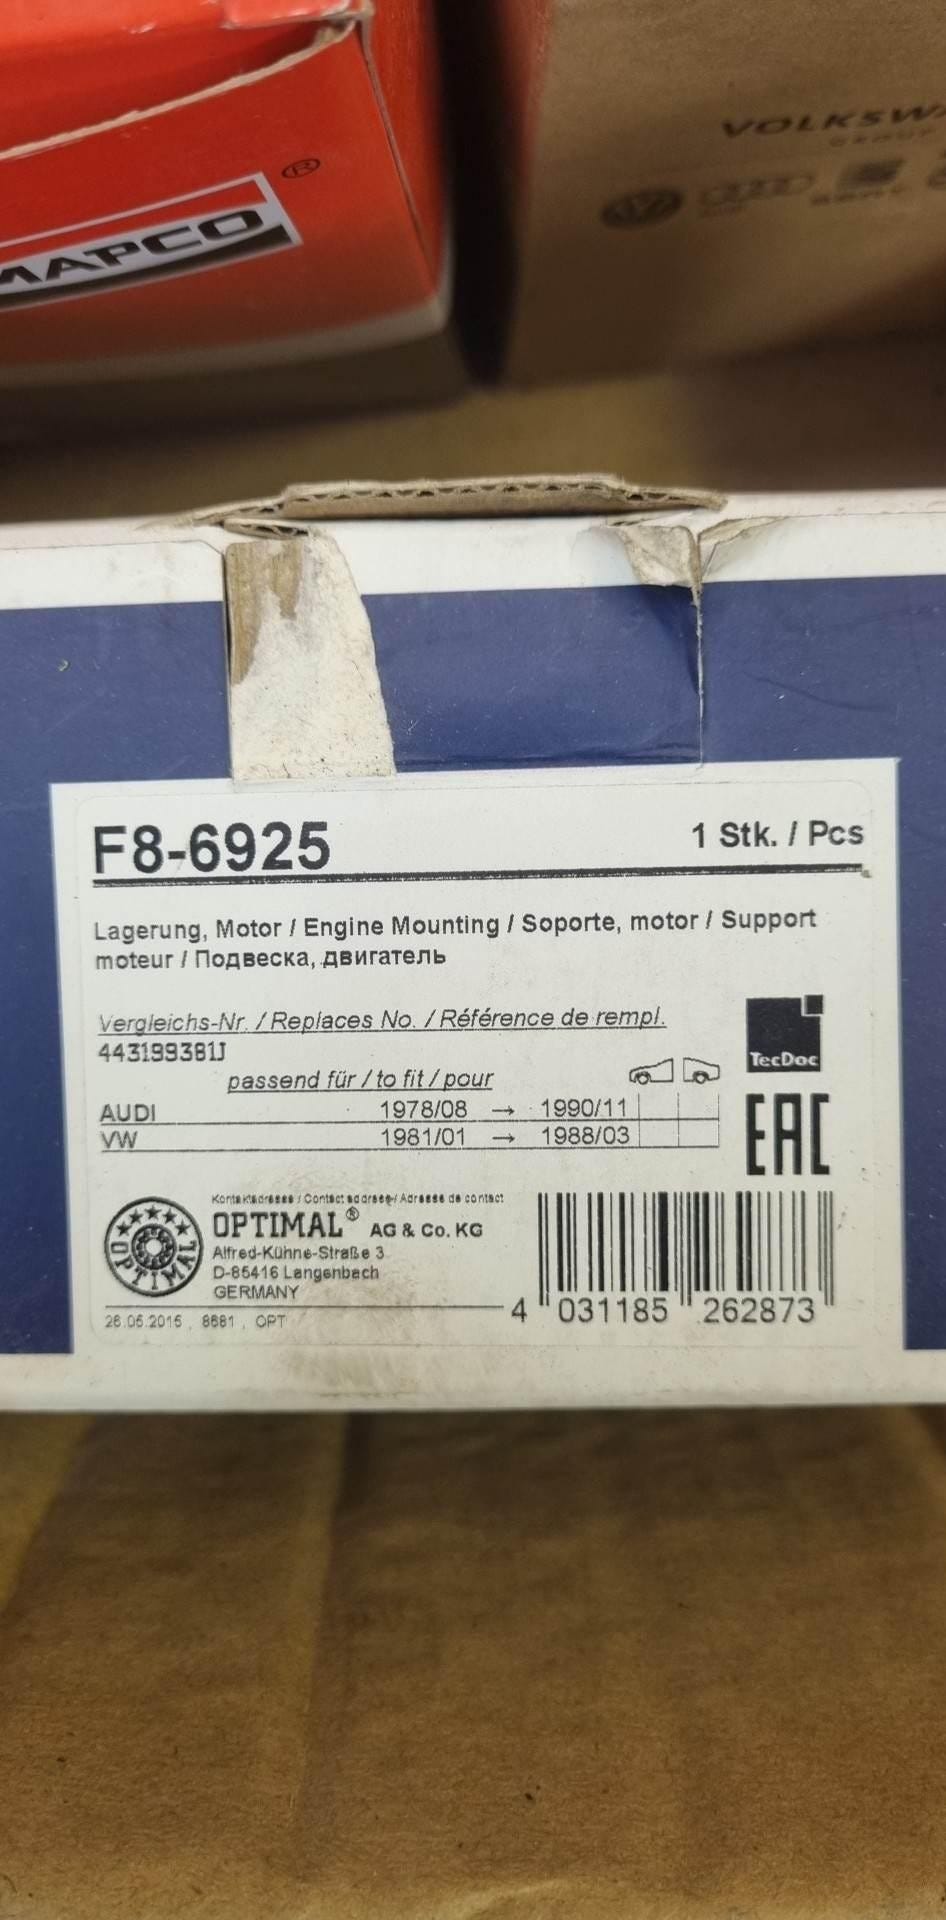 MAPCO®
VOLKSWA
GROUP
F8-6925
1 Stk. / Pcs
Lagerung, Motor / Engine Mounting / Soporte, motor / Support
moteur / Подвеска, двигатель
Vergleichs-Nr. / Replaces No. / Référence de rempl.
443199381J
passend für / to fit / pour
AUDI 1978/08 → 1990/11
VW 1981/01 → 1988/03
TecDoc
EAC
OPTIMAL
Kontaktadresse / Contact address / Adresse de contact
OPTIMAL® AG & Co. KG
Alfred-Kühne-Straße 3
D-85416 Langenbach
GERMANY
26.05.2015 , 8681 , OPT
4 031185 262873